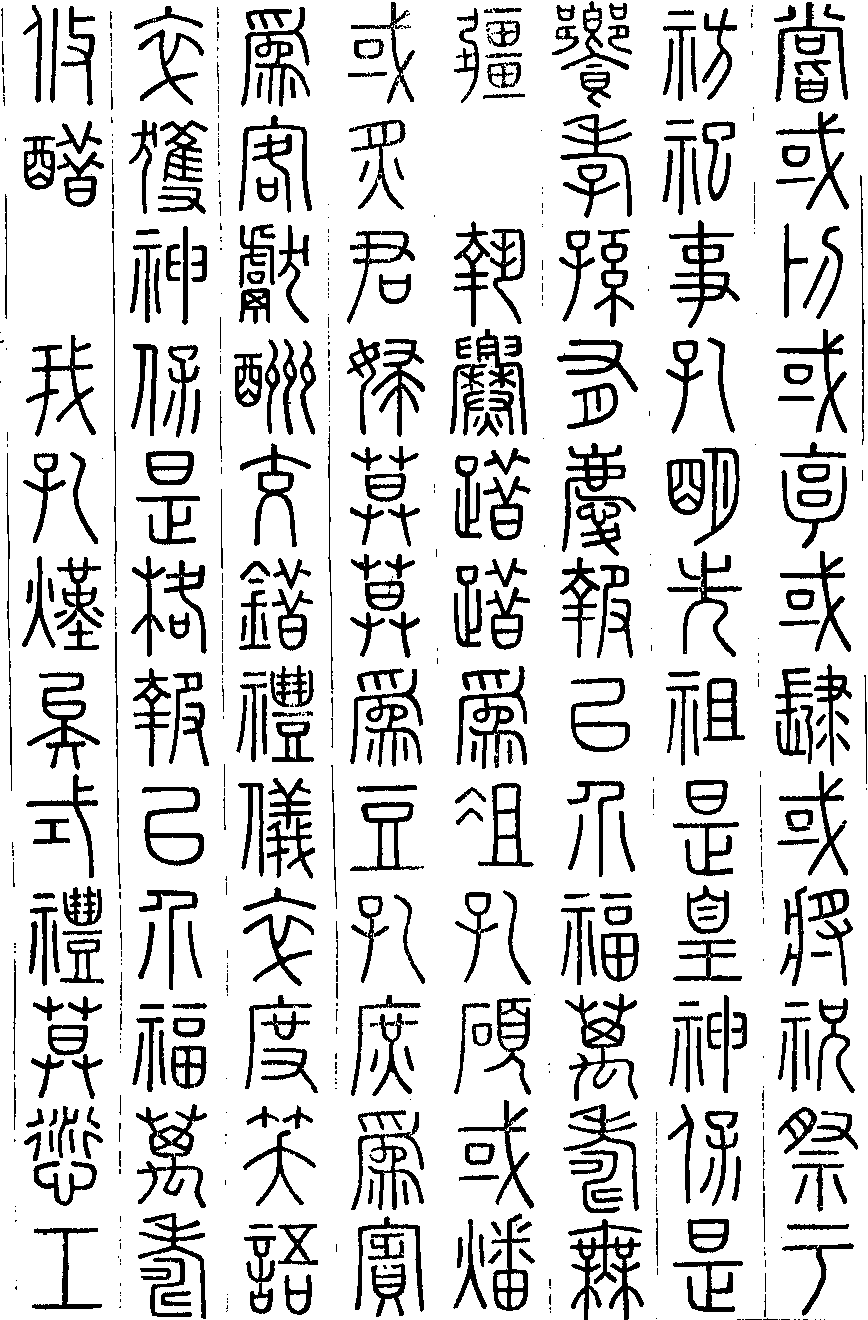 嘗或剝或亨或肆或將祝祭于
祊祀事孔明先祖是皇神保是
饗孝孫有慶報以介福萬壽無
疆　執爨踖踖爲俎孔碩或燔
或炙君婦莫莫爲豆孔庶爲賓
爲客獻酬交錯禮儀卒度笑語
卒獲神保是格報以介福萬壽
攸醋　我孔熯矣式禮莫愆工